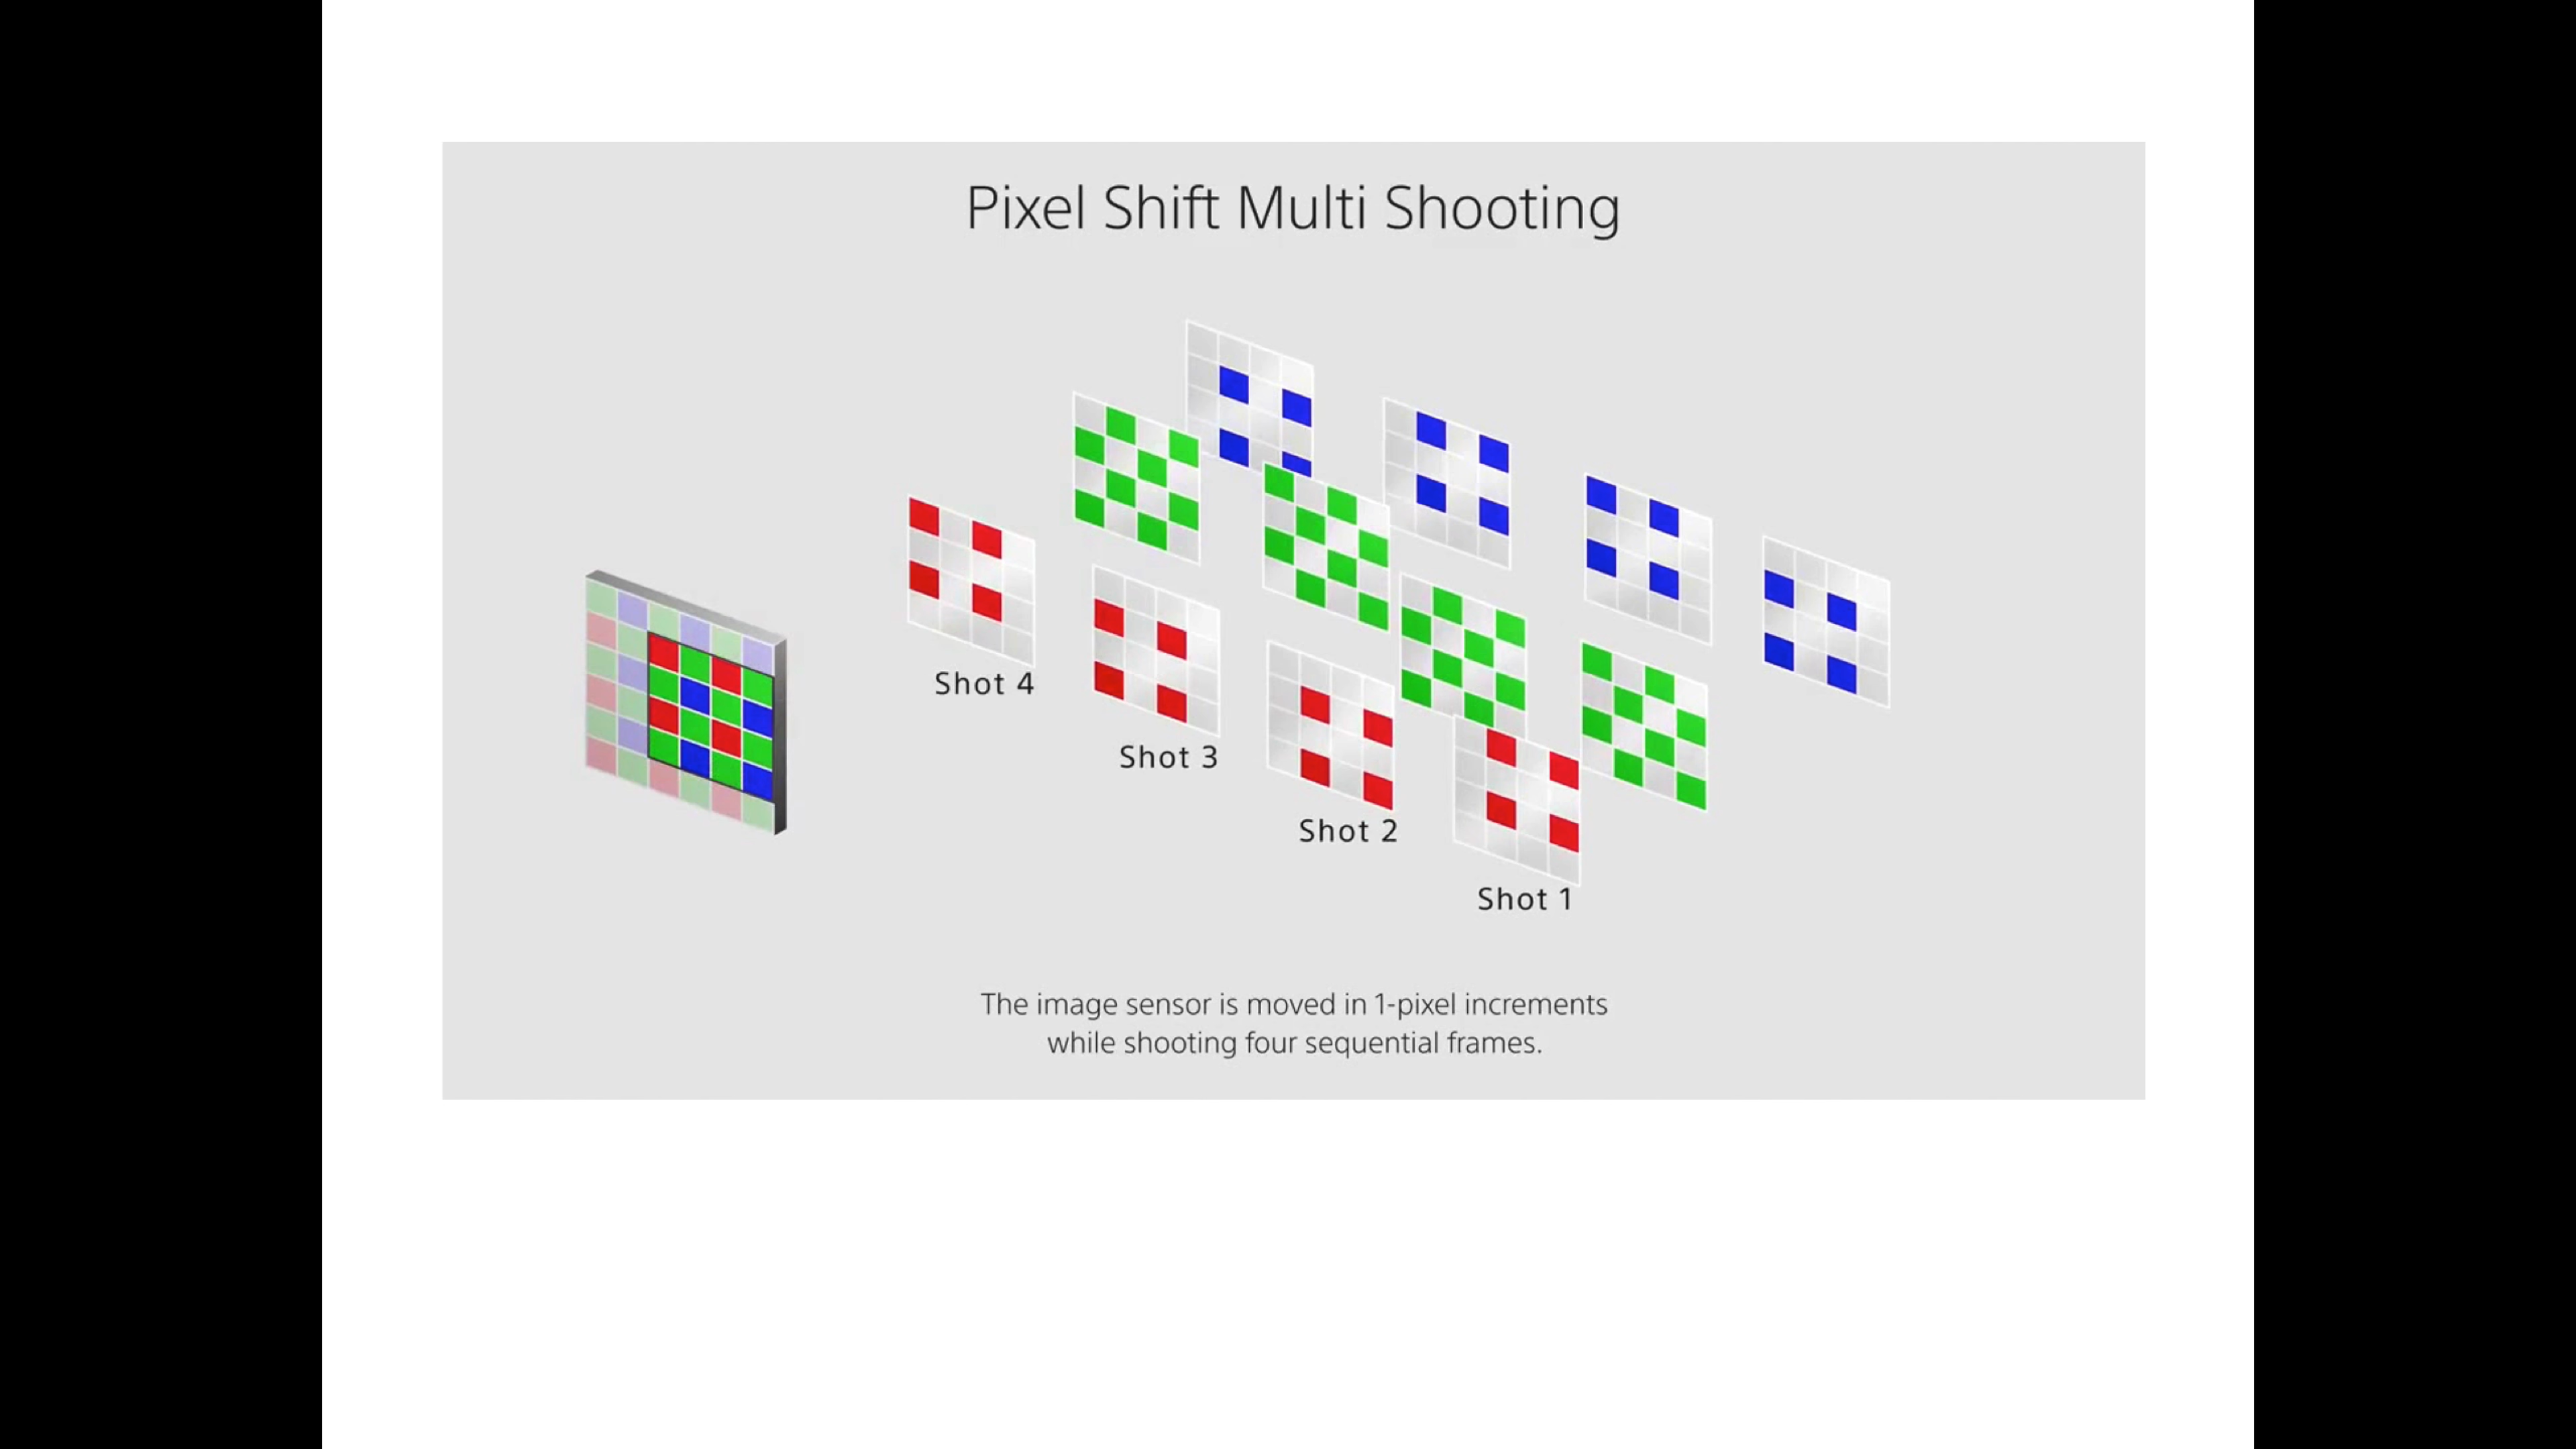 Pixel Shift Multi Shooting
Shot 4
Shot 3
Shot 2
Shot 1
The image sensor is moved in 1-pixel increments
while shooting four sequential frames.